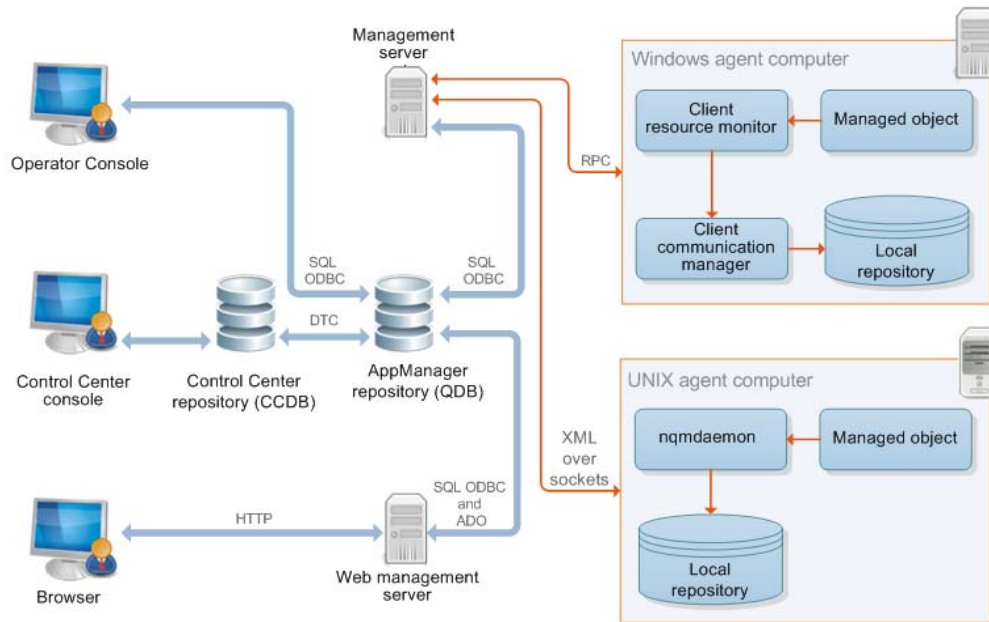 Management
server
Operator Console
SQL
ODBC
SQL
ODBC
DTC
Control Center
console
Control Center
repository (CCDB)
AppManager
repository (QDB)
HTTP
SQL ODBC
and
ADO
Browser
Web management
server
RPC
XML
over
sockets
Windows agent computer
Client
resource monitor
Managed object
Client
communication
manager
Local
repository
UNIX agent computer
nqmdaemon
Managed object
Local
repository